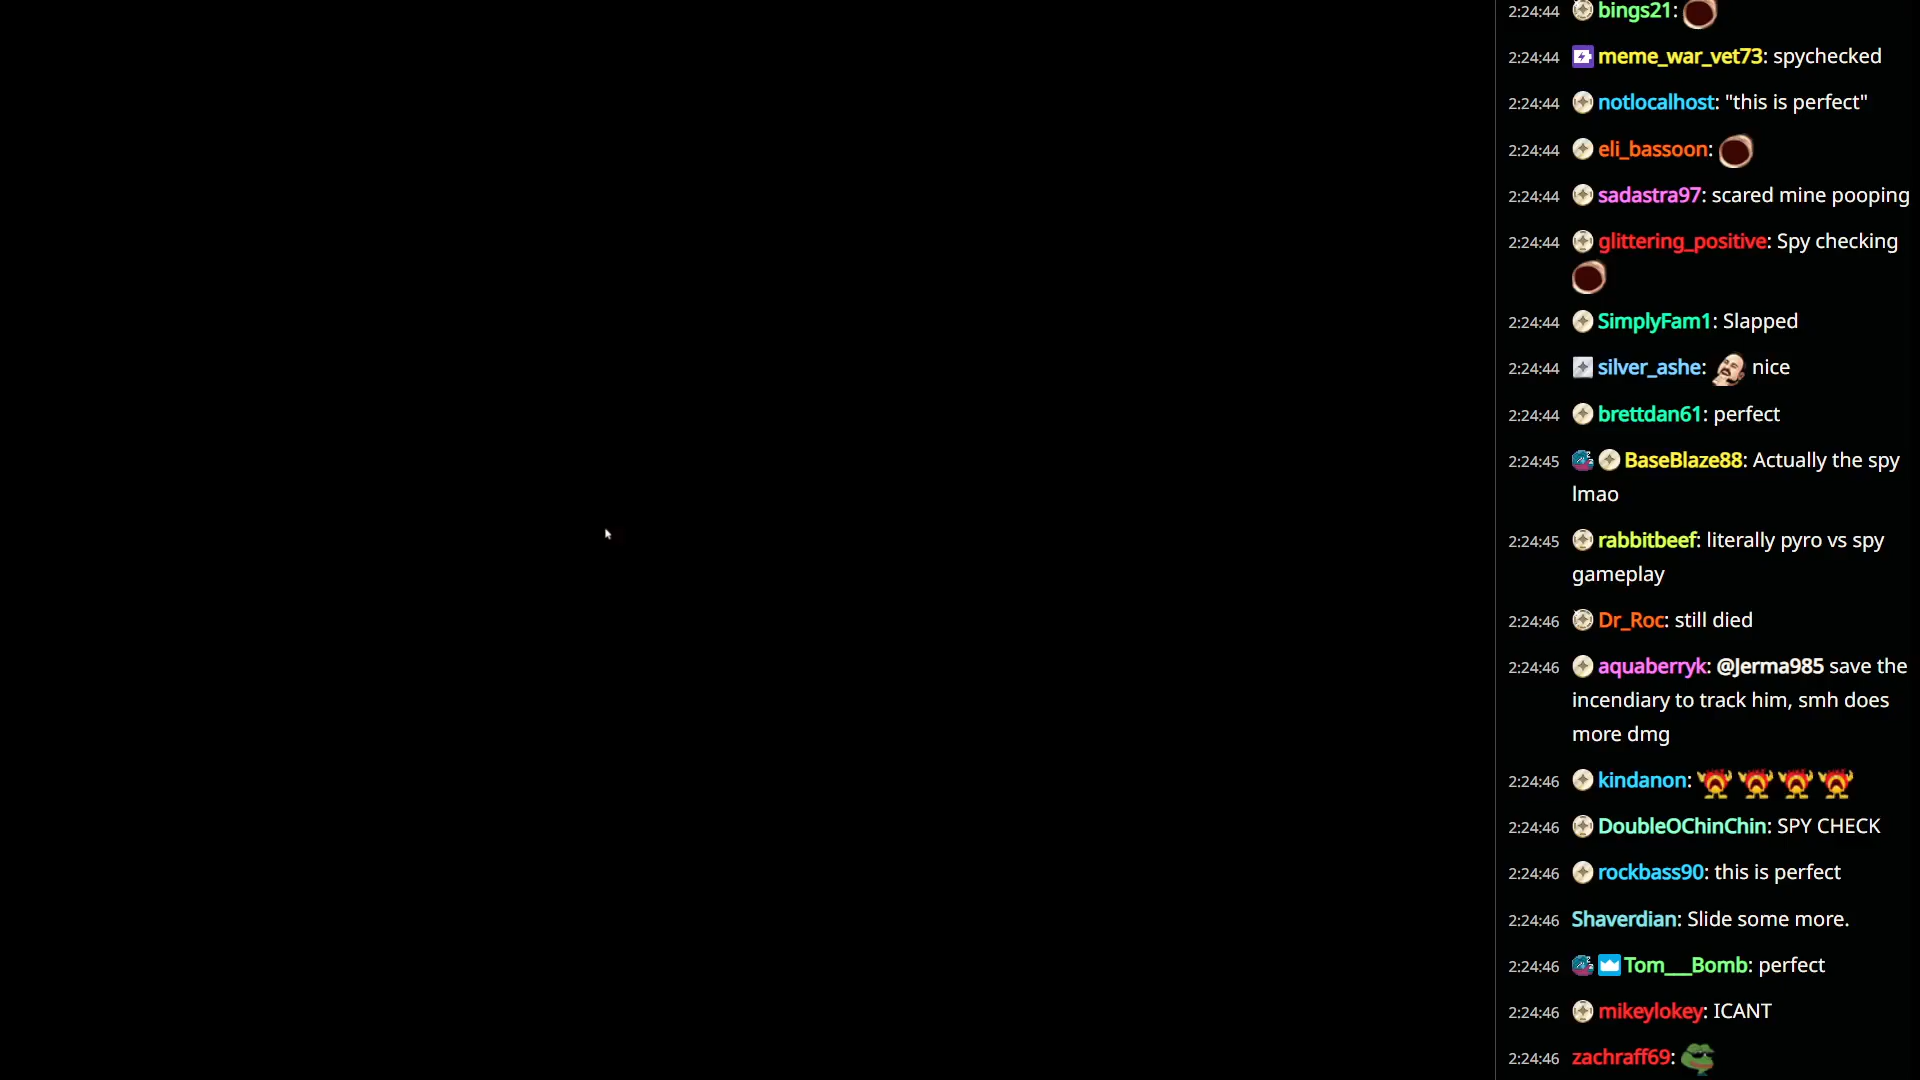 2:24:44 bings21:
2:24:44 meme_war_vet73: spychecked
2:24:44 notlocalhost: "this is perfect"
2:24:44 eli_bassoon:
2:24:44 sadastra97: scared mine pooping
2:24:44 glittering_positive: Spy checking
2:24:44 SimplyFam1: Slapped
2:24:44 silver_ashe: nice
2:24:44 brettdan61: perfect
2:24:45 BaseBlaze88: Actually the spy
lmao
2:24:45 rabbitbeef: literally pyro vs spy
gameplay
2:24:46 Dr_Roc: still died
2:24:46 aquaberryk: @Jerma985 save the
incendiary to track him, smh does
more dmg
2:24:46 kindanon:
2:24:46 DoubleOChinChin: SPY CHECK
2:24:46 rockbass90: this is perfect
2:24:46 Shaverdian: Slide some more.
2:24:46 Tom___Bomb: perfect
2:24:46 mikeylokey: ICANT
2:24:46 zachraff69: